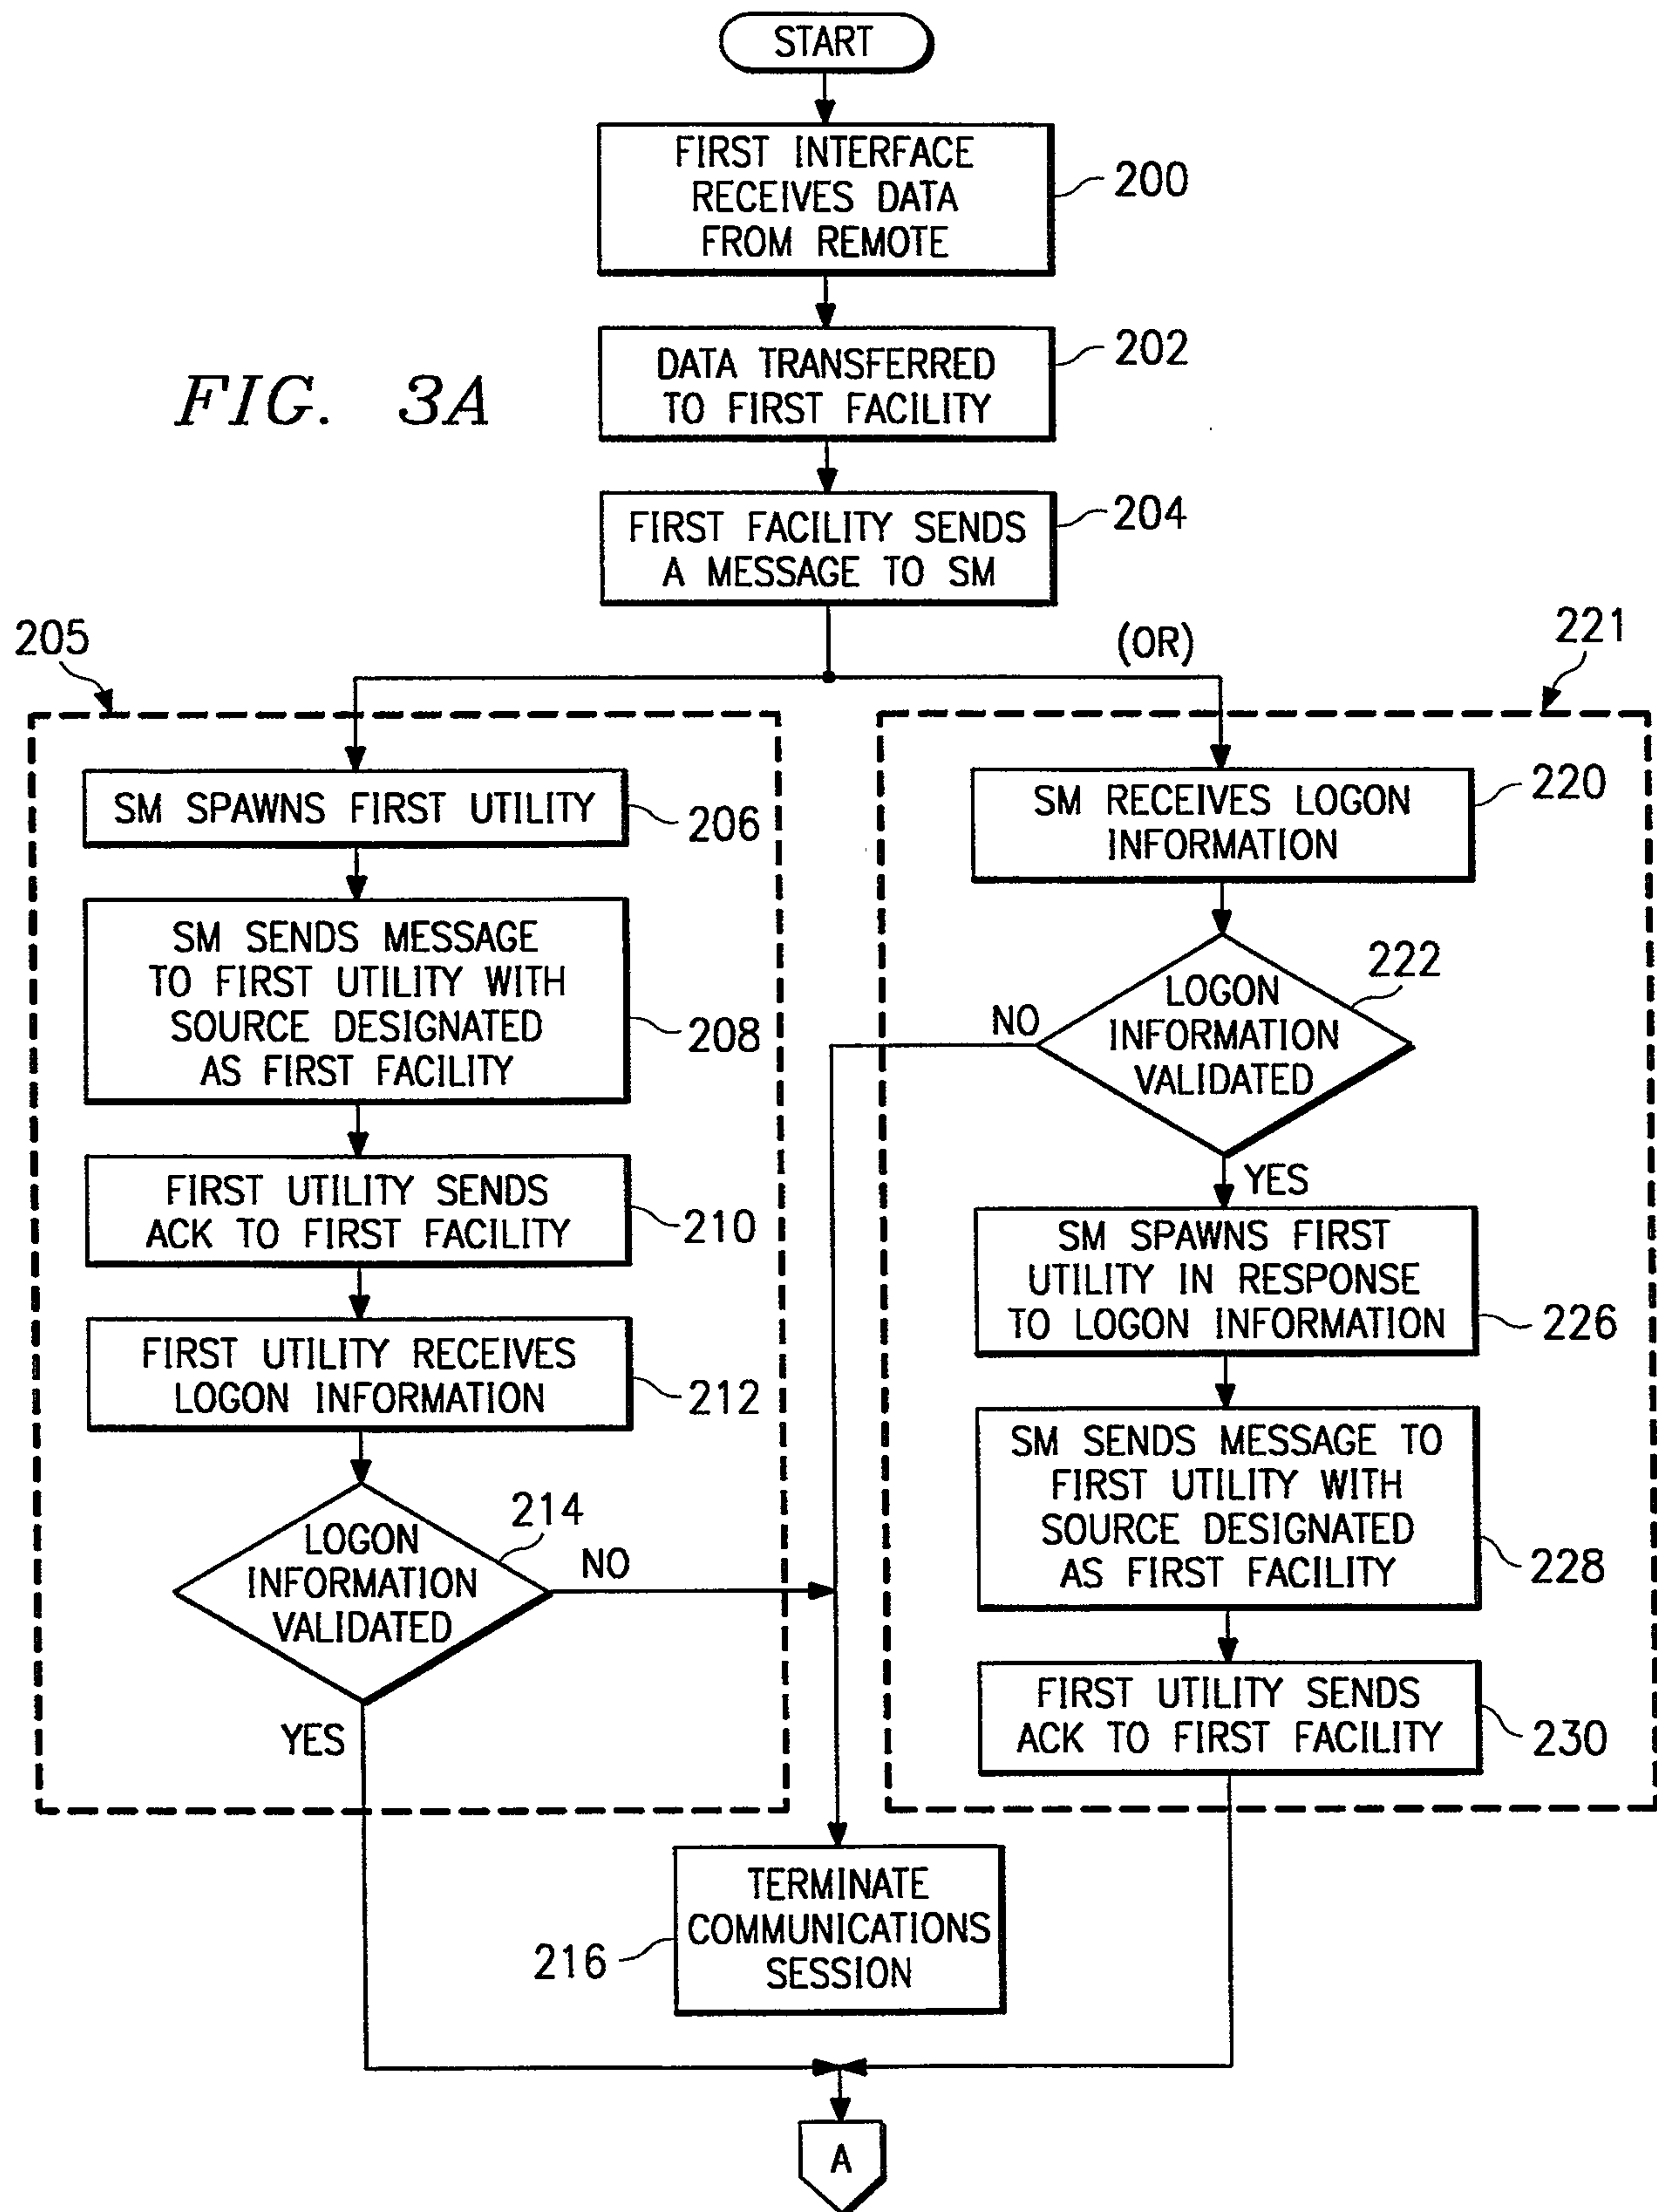 START
FIRST INTERFACE
RECEIVES DATA
FROM REMOTE
200
DATA TRANSFERRED
TO FIRST FACILITY
202
FIG. 3A
FIRST FACILITY SENDS
A MESSAGE TO SM
204
(OR)
205
221
SM SPAWNS FIRST UTILITY
206
SM SENDS MESSAGE
TO FIRST UTILITY WITH
SOURCE DESIGNATED
AS FIRST FACILITY
208
FIRST UTILITY SENDS
ACK TO FIRST FACILITY
210
FIRST UTILITY RECEIVES
LOGON INFORMATION
212
LOGON
INFORMATION
VALIDATED
214
NO
YES
SM RECEIVES LOGON
INFORMATION
220
LOGON
INFORMATION
VALIDATED
222
NO
YES
SM SPAWNS FIRST
UTILITY IN RESPONSE
TO LOGON INFORMATION
226
SM SENDS MESSAGE TO
FIRST UTILITY WITH
SOURCE DESIGNATED
AS FIRST FACILITY
228
FIRST UTILITY SENDS
ACK TO FIRST FACILITY
230
TERMINATE
COMMUNICATIONS
SESSION
216
A